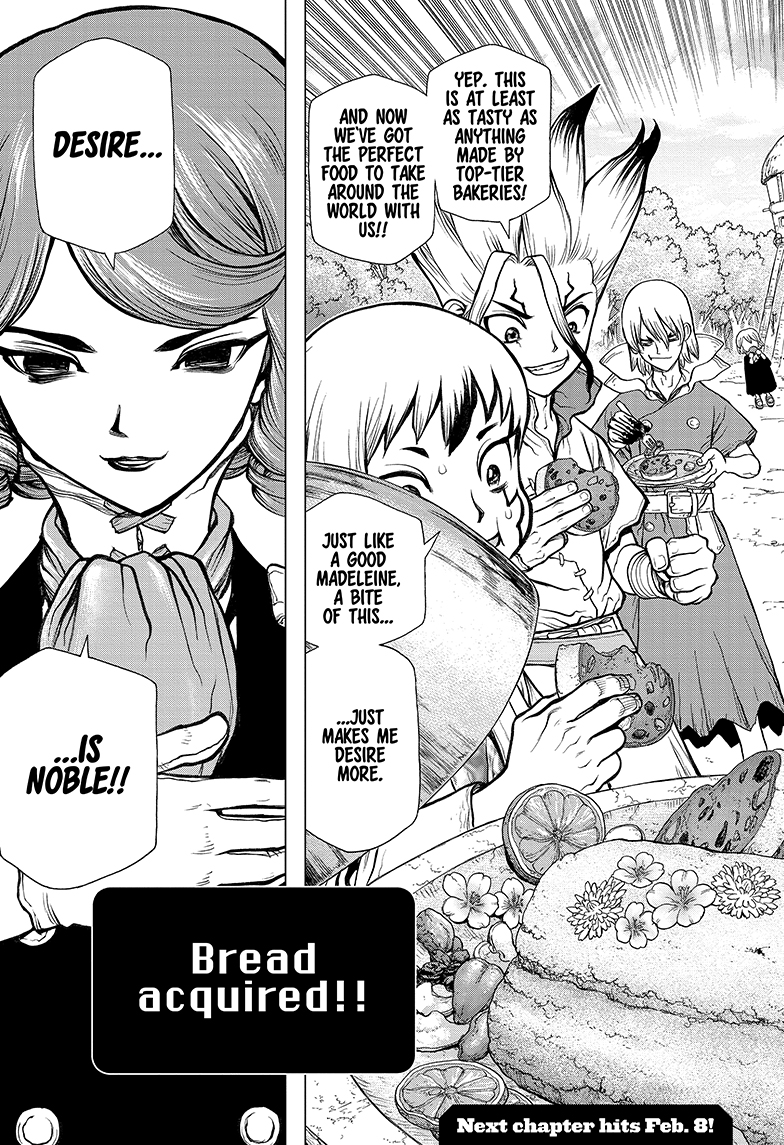 YEP. THIS
IS AT LEAST
AS TASTY AS
ANYTHING
MADE BY
TOP-TIER
BAKERIES!
AND NOW
WE'VE GOT
THE PERFECT
FOOD TO TAKE
AROUND THE
WORLD WITH
US!!
JUST LIKE
A GOOD
MADELEINE,
A BITE
OF THIS...
...JUST
MAKES ME
DESIRE
MORE.
DESIRE...
...IS
NOBLE!!
Bread
acquired!!
Next chapter hits Feb. 8!